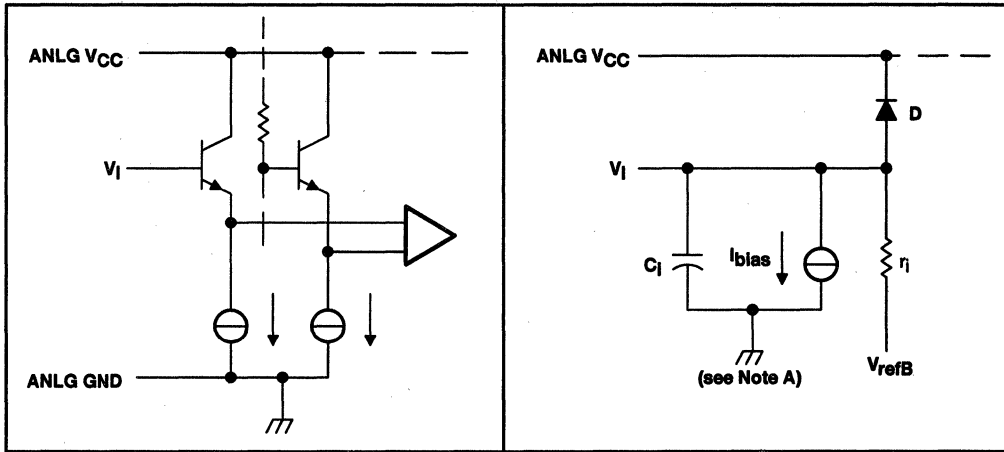 ANLG VCC
VI
ANLG GND
ANLG VCC
D
VI
Ci
Ibias
ri
(see Note A)
VrefB